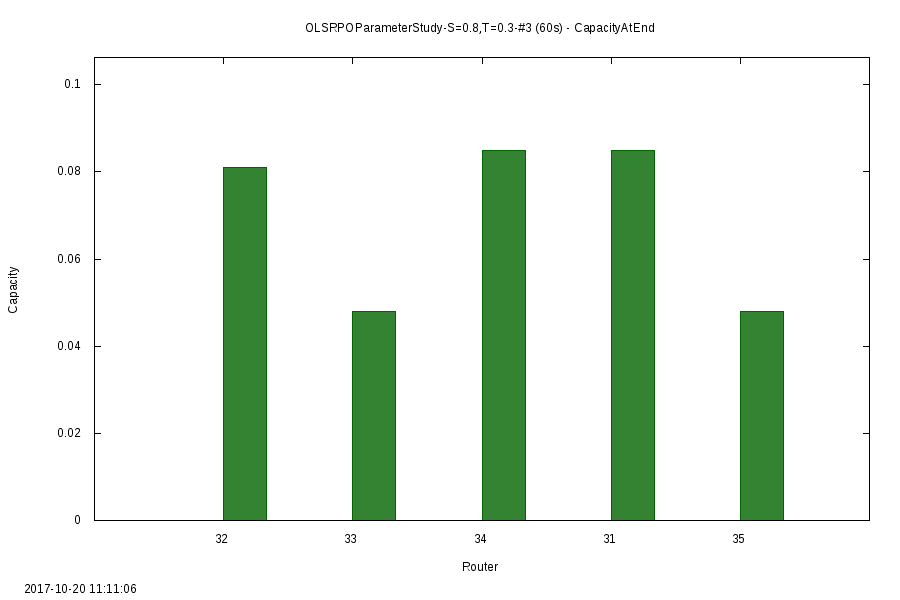 OLSRPOParameterStudy-S=0.8,T=0.3-#3 (60s) - CapacityAtEnd
0.1
0.08
0.06
0.04
0.02
0
Capacity
32 33 34 31 35
Router
2017-10-20 11:11:06